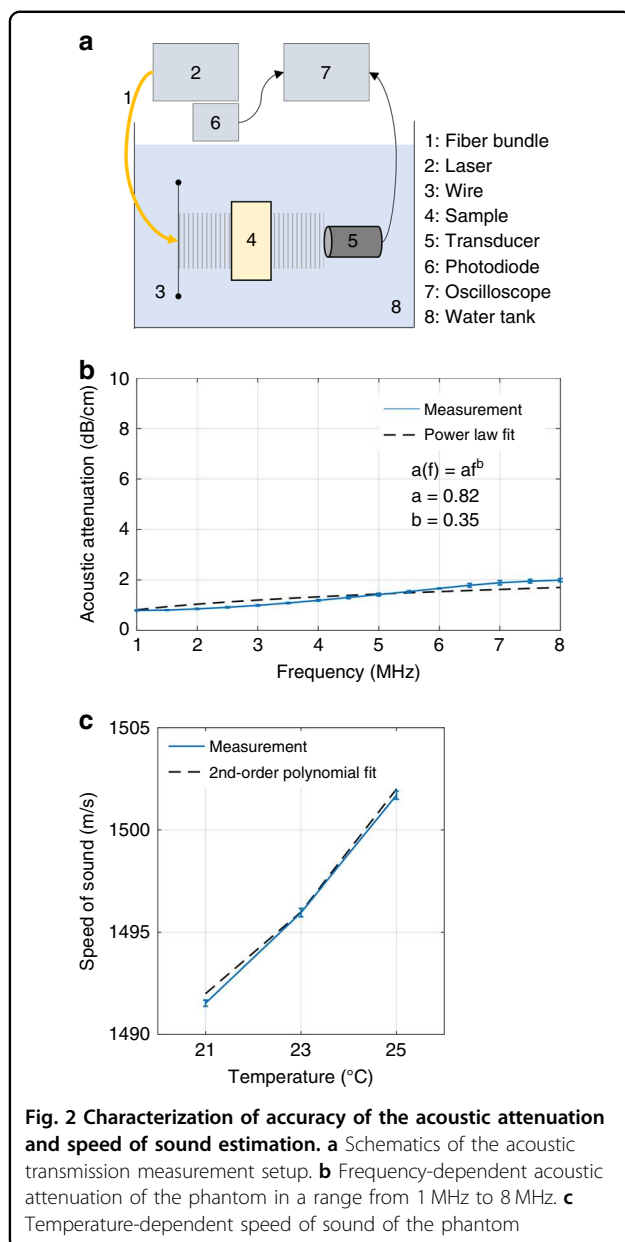 a
2
7
1
6
1: Fiber bundle
2: Laser
3: Wire
4: Sample
5: Transducer
6: Photodiode
7: Oscilloscope
8: Water tank
4
5
3
8
b
10
8
6
4
2
0
Acoustic attenuation (dB/cm)
Measurement
Power law fit
a(f) = af^b
a = 0.82
b = 0.35
1 2 3 4 5 6 7 8
Frequency (MHz)
c
1505
1500
1495
1490
Speed of sound (m/s)
Measurement
2nd-order polynomial fit
21 23 25
Temperature (°C)
Fig. 2 Characterization of accuracy of the acoustic attenuation
and speed of sound estimation. a Schematics of the acoustic
transmission measurement setup. b Frequency-dependent acoustic
attenuation of the phantom in a range from 1 MHz to 8 MHz. c
Temperature-dependent speed of sound of the phantom